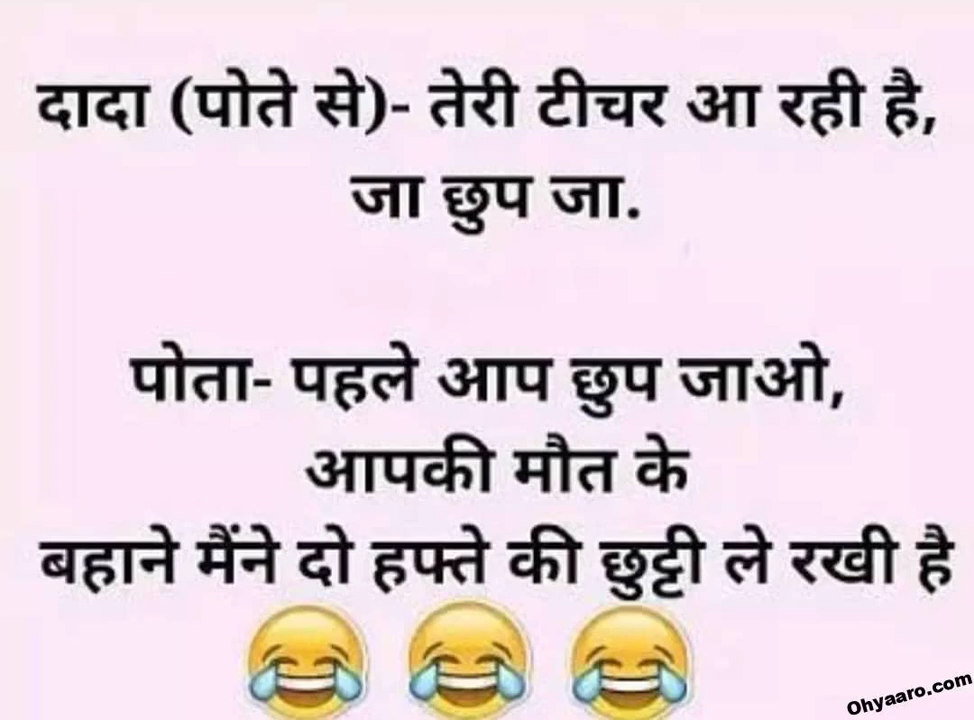 दादा (पोते से)- तेरी टीचर आ रही है,
जा छुप जा.
पोता- पहले आप छुप जाओ,
आपकी मौत के
बहाने मैंने दो हफ्ते की छुट्टी ले रखी है
Ohyaaro.com